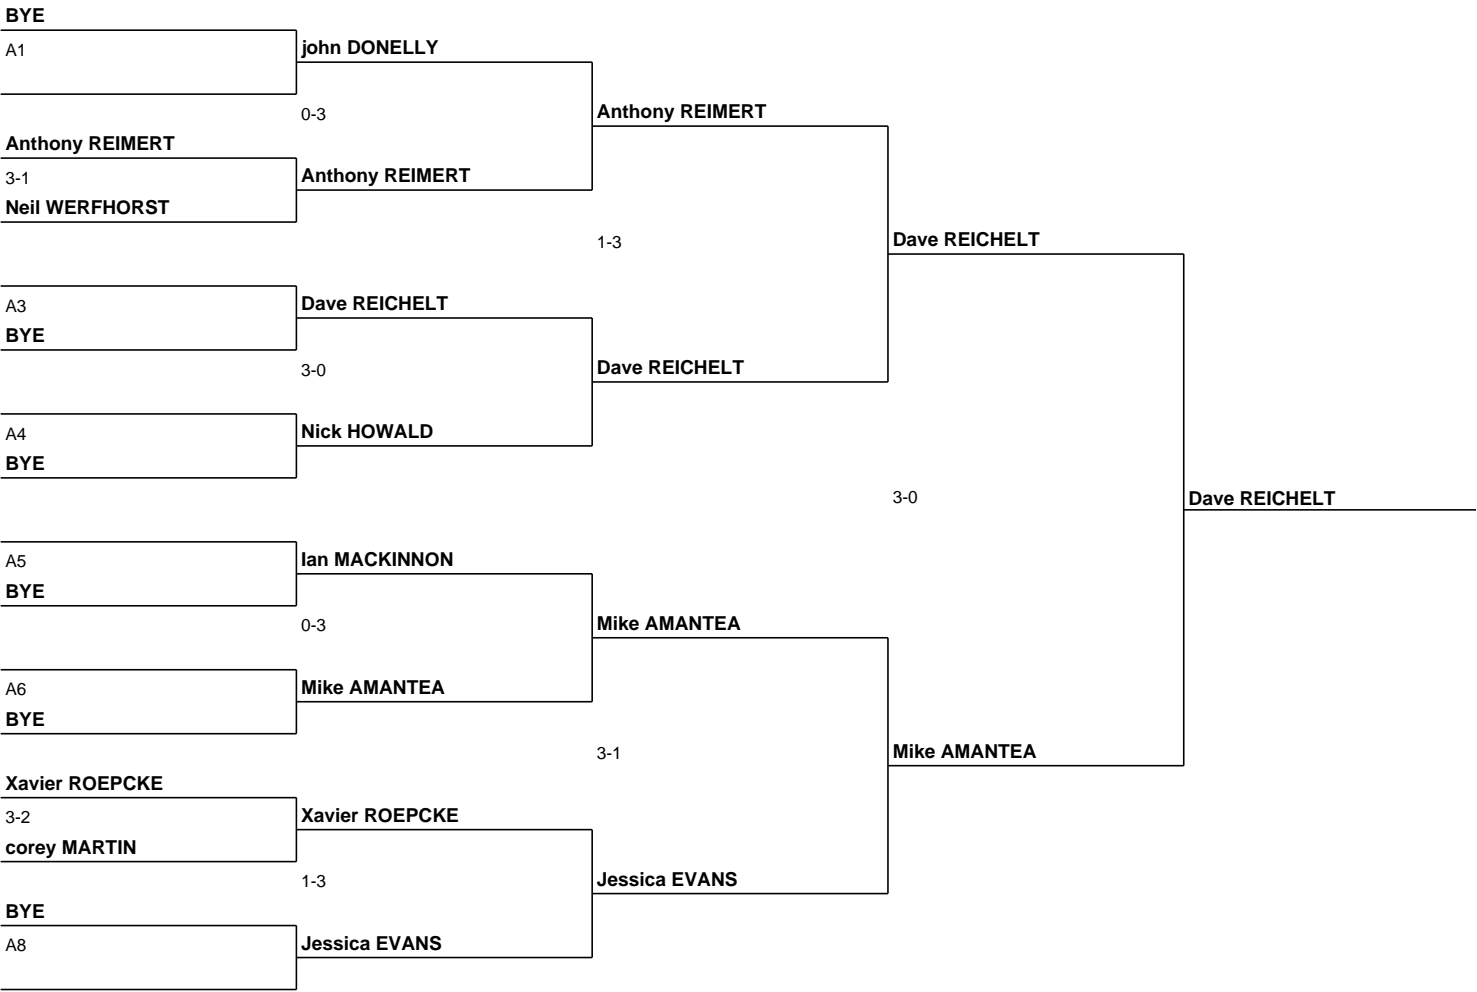 BYE
A1
john DONELLY
0-3
Anthony REIMERT
Anthony REIMERT
3-1
Anthony REIMERT
Neil WERFHORST
1-3
Dave REICHELT
A3
Dave REICHELT
BYE
3-0
Dave REICHELT
A4
Nick HOWALD
BYE
3-0
Dave REICHELT
A5
Ian MACKINNON
BYE
0-3
Mike AMANTEA
A6
Mike AMANTEA
BYE
3-1
Mike AMANTEA
Xavier ROEPCKE
3-2
Xavier ROEPCKE
corey MARTIN
1-3
Jessica EVANS
BYE
A8
Jessica EVANS